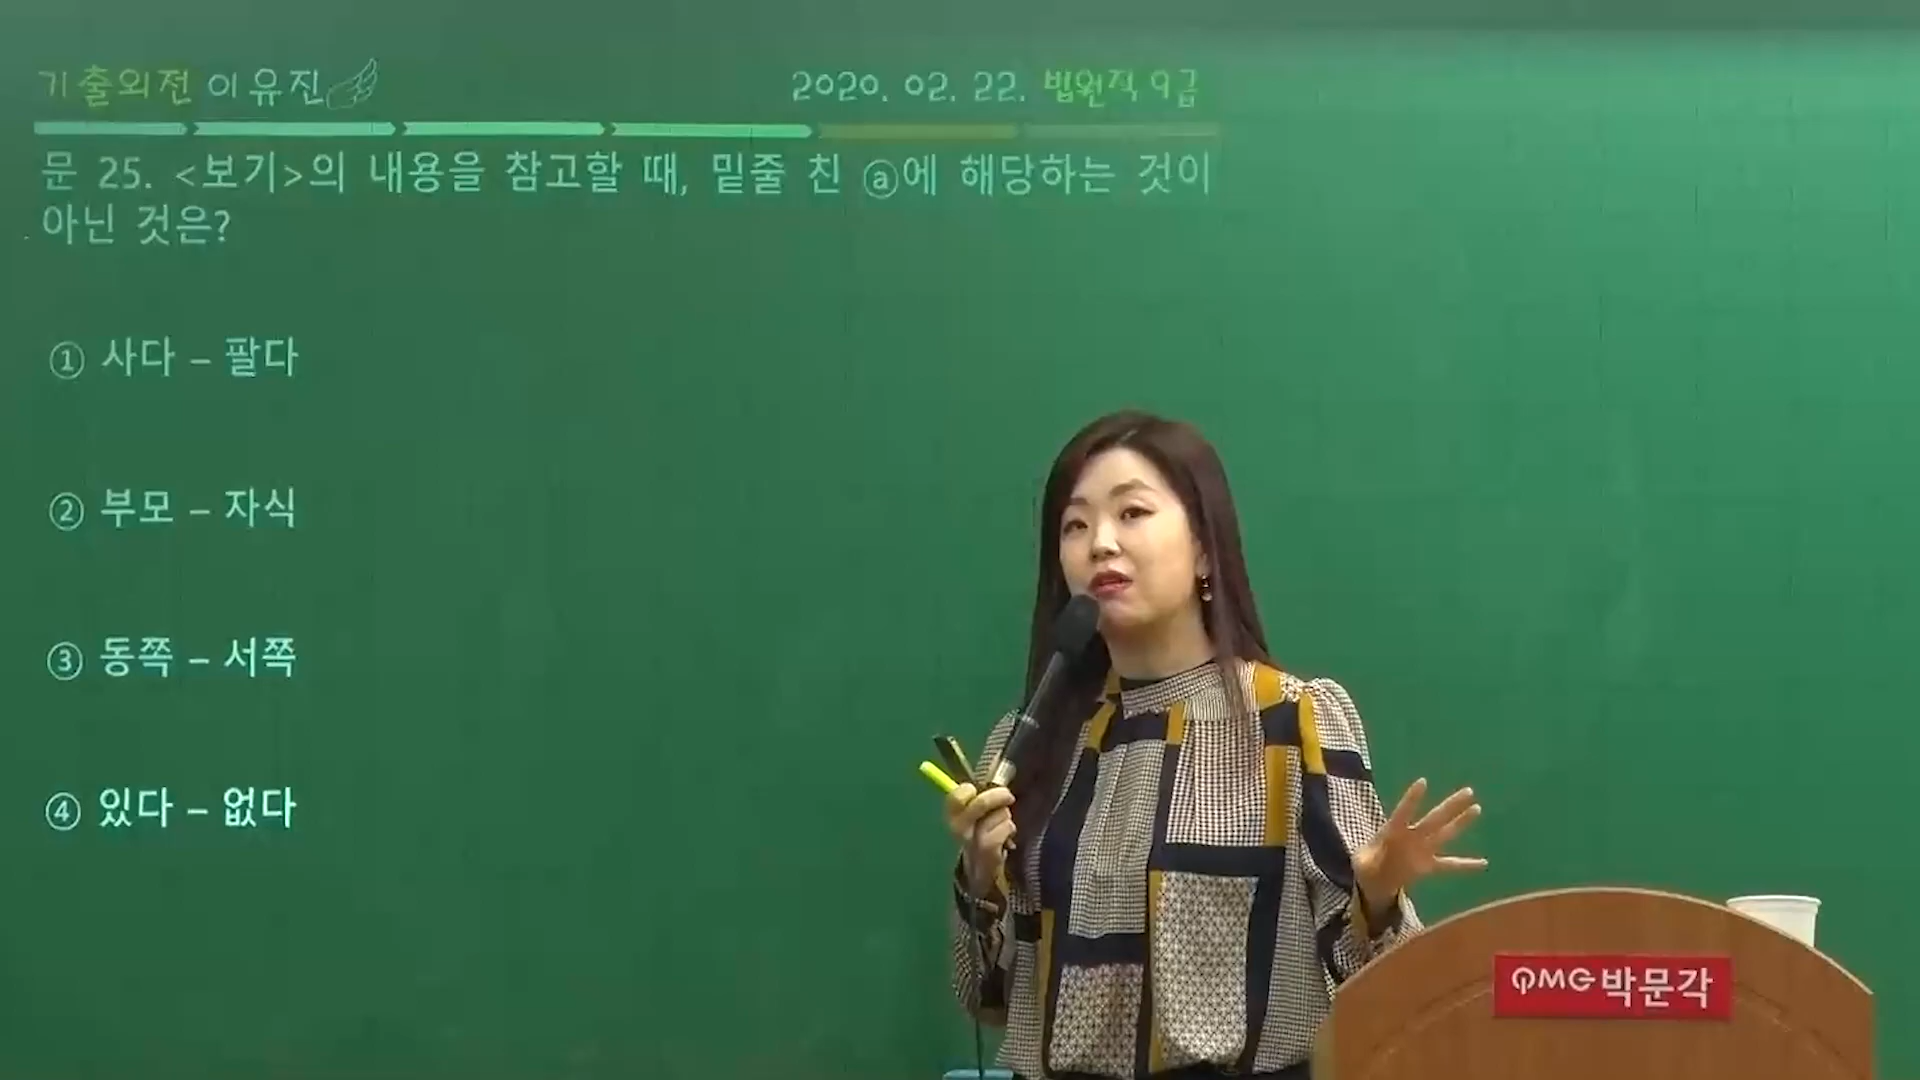 기출외전 이유진
2020. 02. 22. 법원직 9급
문 25. <보기>의 내용을 참고할 때, 밑줄 친 ⓐ에 해당하는 것이
아닌 것은?
① 사다 – 팔다
② 부모 – 자식
③ 동쪽 – 서쪽
④ 있다 – 없다
PMG박문각